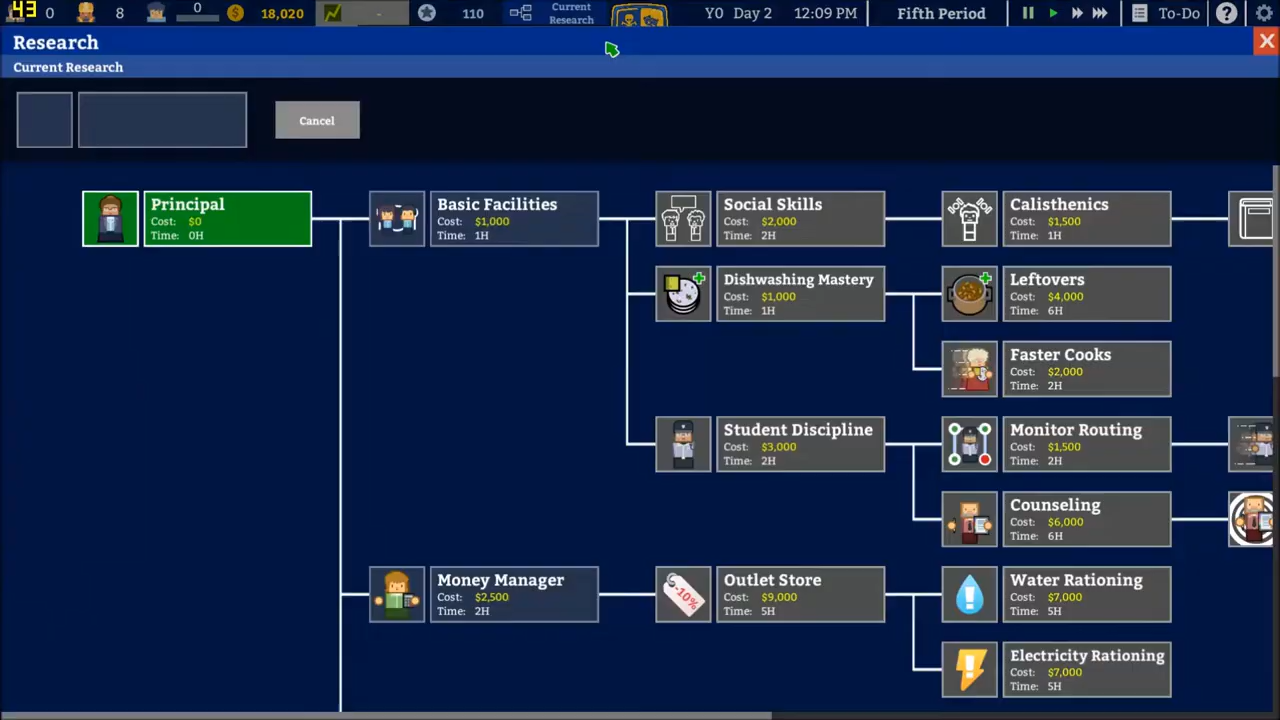 43 0 8 0 18,020 - 110 Current Research Y0 Day 2 12:09 PM Fifth Period To-Do ?
Research
Current Research
Cancel
Principal
Cost: $0
Time: 0H
Basic Facilities
Cost: $1,000
Time: 1H
Social Skills
Cost: $2,000
Time: 2H
Calisthenics
Cost: $1,500
Time: 1H
Dishwashing Mastery
Cost: $1,000
Time: 1H
Leftovers
Cost: $4,000
Time: 6H
Faster Cooks
Cost: $2,000
Time: 2H
Student Discipline
Cost: $3,000
Time: 2H
Monitor Routing
Cost: $1,500
Time: 2H
Counseling
Cost: $6,000
Time: 6H
Money Manager
Cost: $2,500
Time: 2H
-10%
Outlet Store
Cost: $9,000
Time: 5H
Water Rationing
Cost: $7,000
Time: 5H
Electricity Rationing
Cost: $7,000
Time: 5H